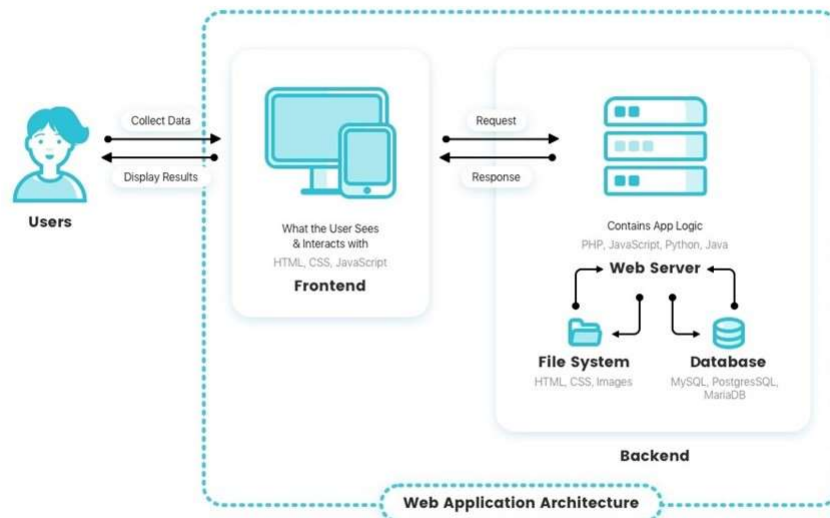 Collect Data
Display Results
Users
What the User Sees
& Interacts with
HTML, CSS, JavaScript
Frontend
Request
Response
Contains App Logic
PHP, JavaScript, Python, Java
Web Server
File System
HTML, CSS, Images
Database
MySQL, PostgresSQL,
MariaDB
Backend
Web Application Architecture